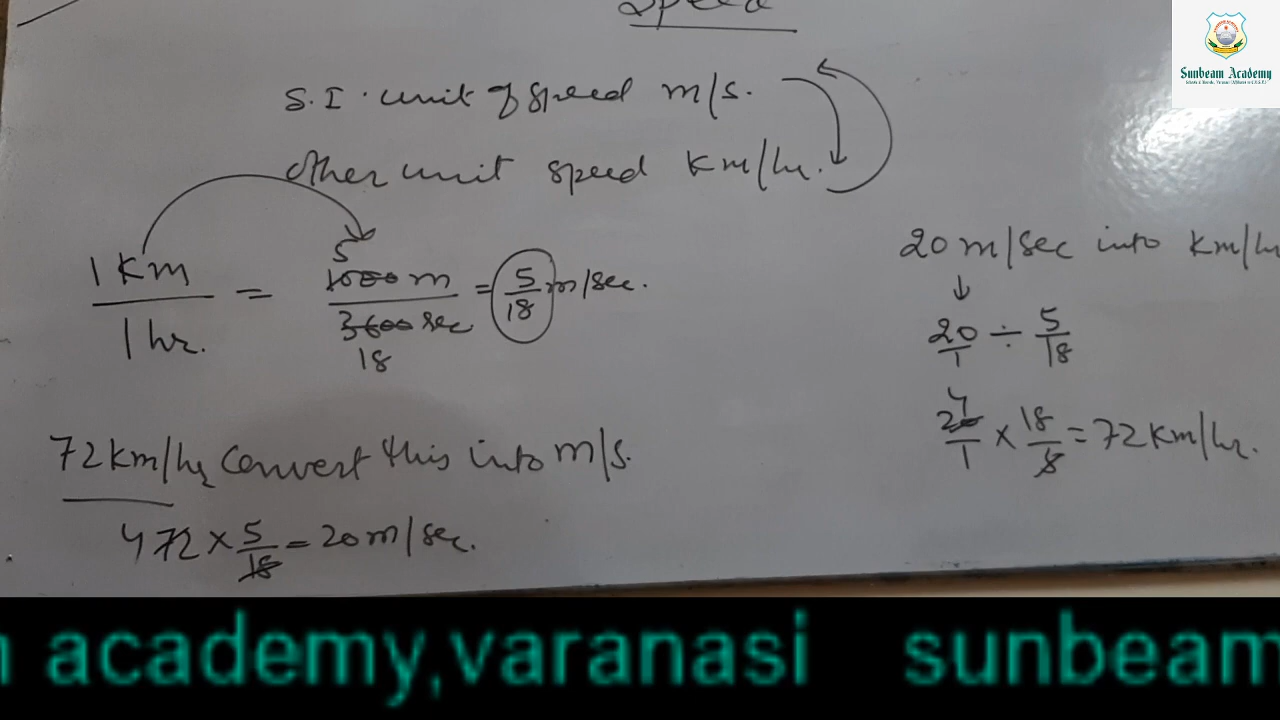 Speed
Sunbeam Academy
S.I. unit of speed m/s.
other unit speed Km/hr.
1 Km / 1 hr. = 1000 m / 3600 sec = 5/18 m/sec.
5
18
20 m/sec into Km/h
20/1 ÷ 5/18
4
20/1 × 18/5 = 72 Km/hr.
72 Km/hr convert this into m/s.
4 72 × 5/18 = 20 m/sec.
academy,varanasi sunbeam